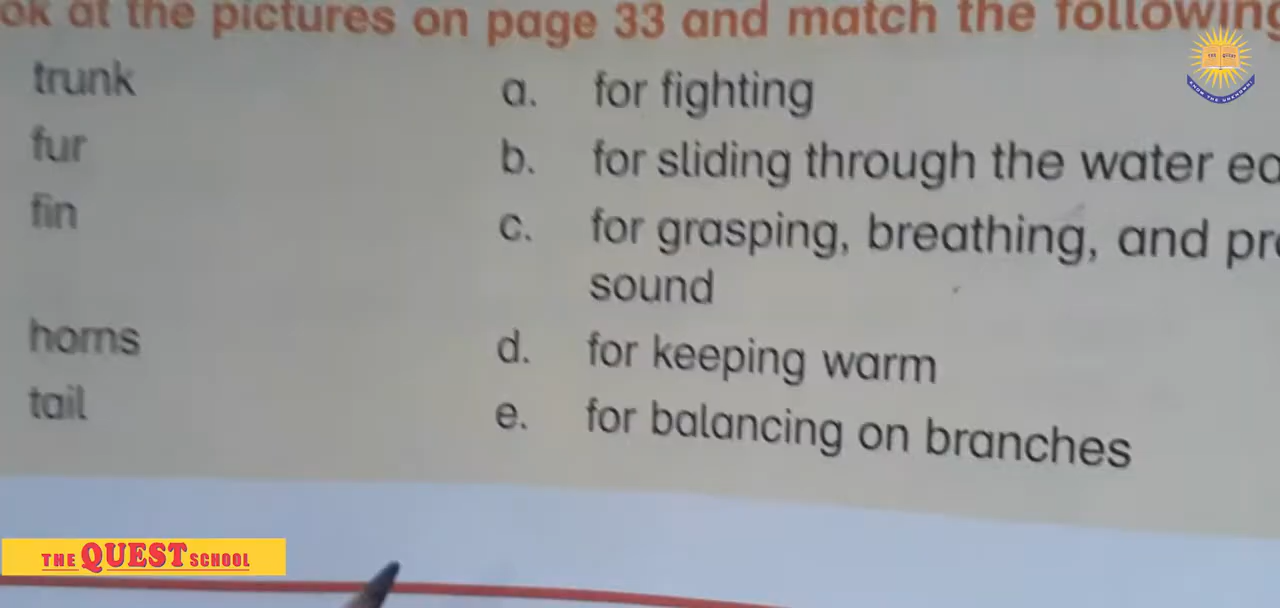 ok at the pictures on page 33 and match the following
trunk a. for fighting
fur b. for sliding through the water
fin c. for grasping, breathing, and
sound
horns d. for keeping warm
tail e. for balancing on branches
THE QUEST SCHOOL